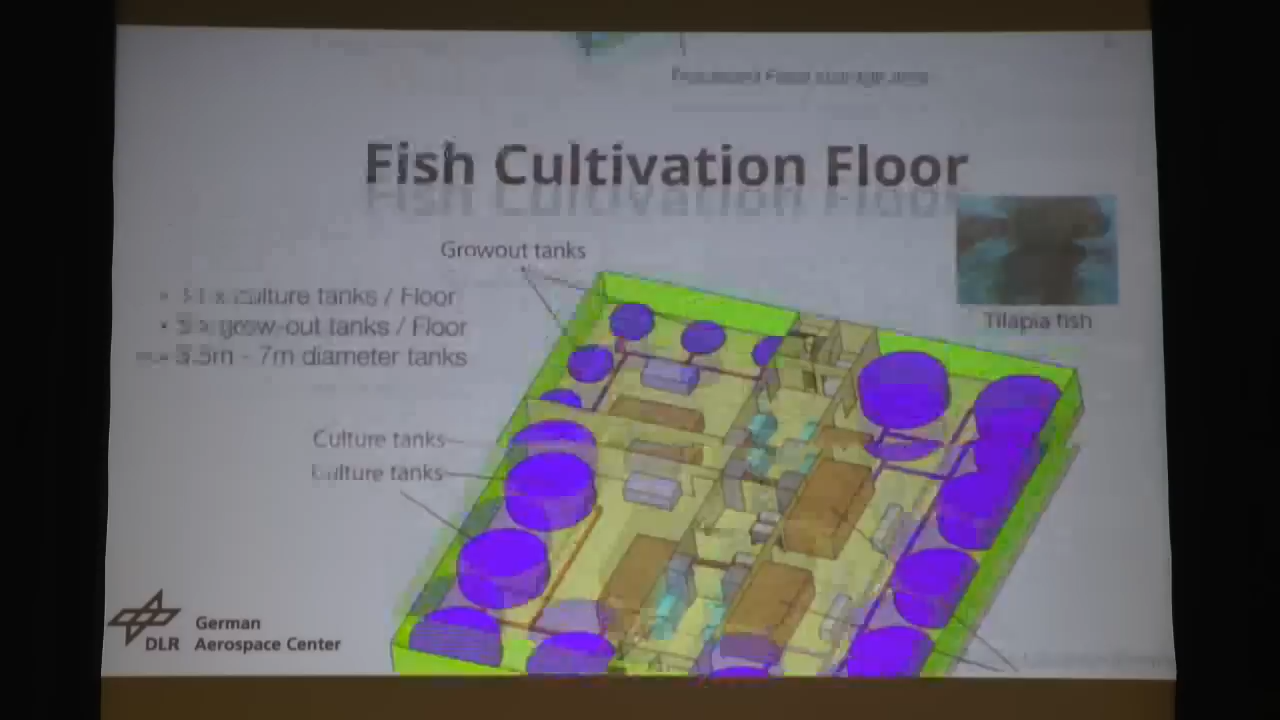 Fish Cultivation Floor
Growout tanks
culture tanks / Floor
grow-out tanks / Floor
7m diameter tanks
Tilapia fish
Culture tanks
Culture tanks
German
DLR Aerospace Center